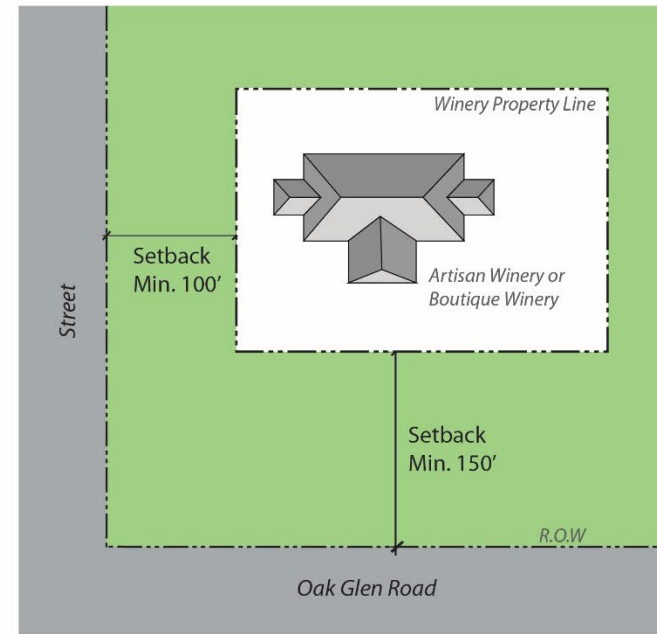 Winery Property Line
Setback
Min. 100’
Artisan Winery or
Boutique Winery
Street
Setback
Min. 150’
R.O.W
Oak Glen Road